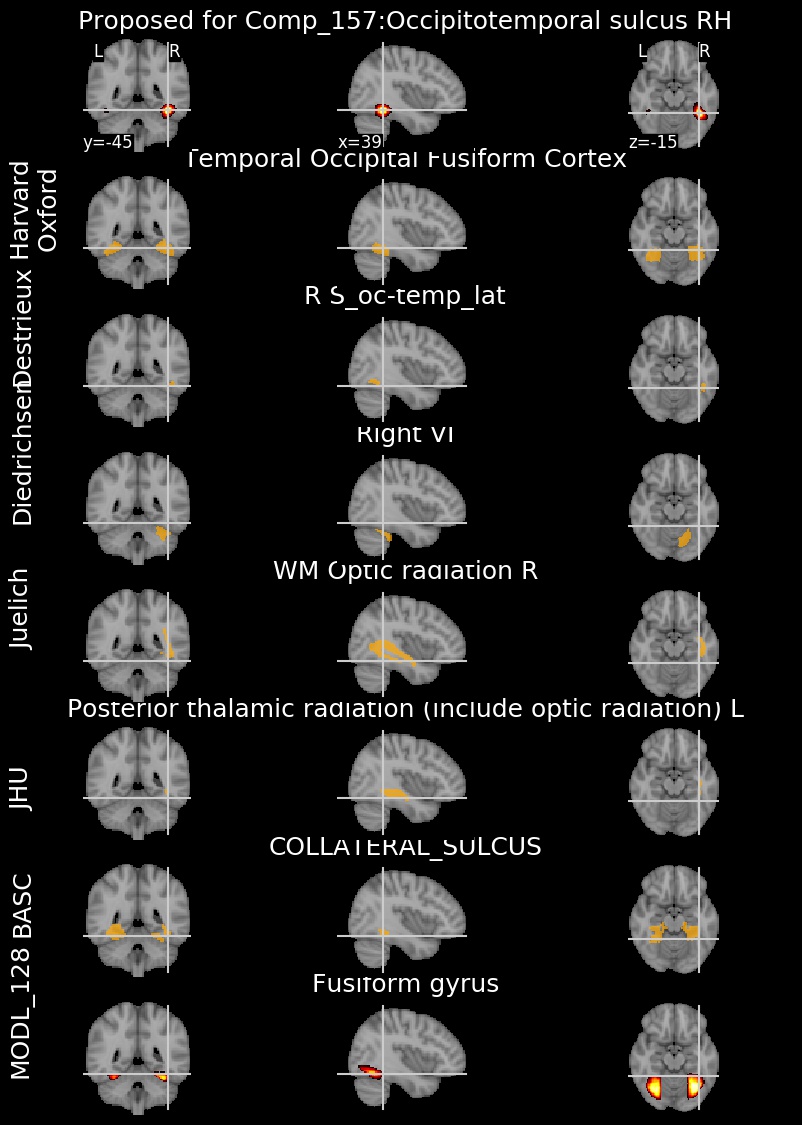 Proposed for Comp_157:Occipitotemporal sulcus RH
L R L R
y=-45 x=39 z=-15
Temporal Occipital Fusiform Cortex
Harvard
Oxford
R S_oc-temp_lat
Destrieux
Right VI
Diedrichsen
WM Optic radiation R
Juelich
Posterior thalamic radiation (include optic radiation) L
JHU
COLLATERAL_SULCUS
BASC
Fusiform gyrus
MODL_128